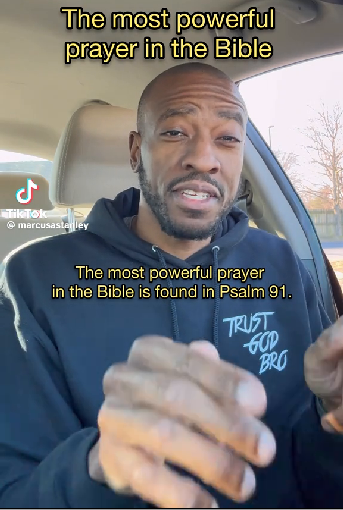 The most powerful
prayer in the Bible
TikTok
@ marcusastanley
The most powerful prayer
in the Bible is found in Psalm 91.
TRUST
GOD
BRO